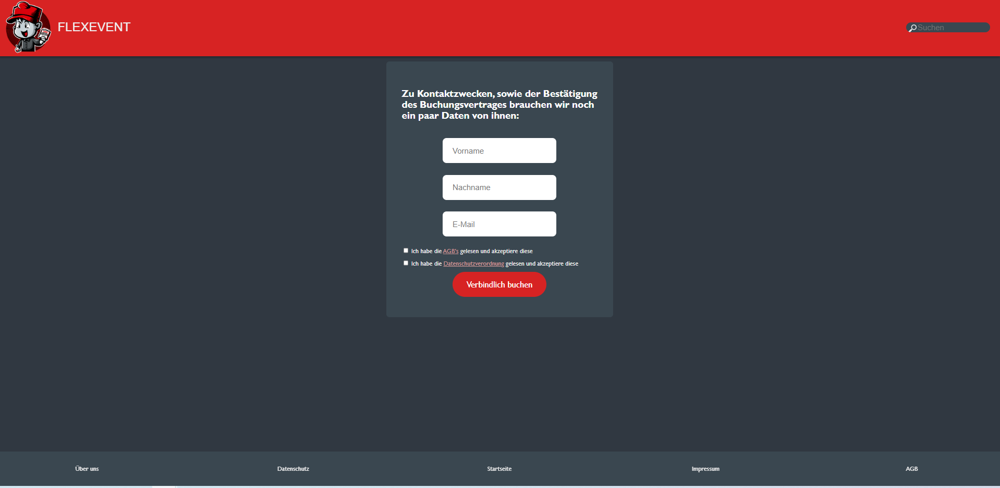 FLEXEVENT
Suchen
Zu Kontaktzwecken, sowie der Bestätigung
des Buchungsvertrages brauchen wir noch
ein paar Daten von ihnen:
Vorname
Nachname
E-Mail
Ich habe die AGB's gelesen und akzeptiere diese
Ich habe die Datenschutzverordnung gelesen und akzeptiere diese
Verbindlich buchen
Über uns Datenschutz Startseite Impressum AGB